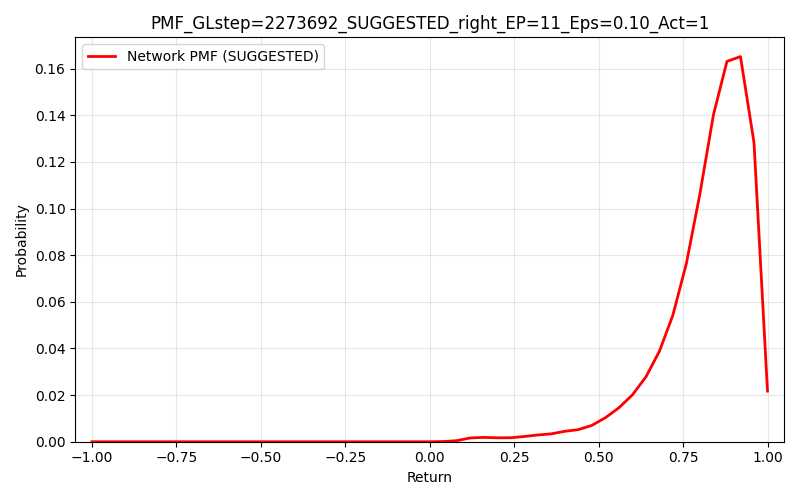 PMF_GLstep=2273692_SUGGESTED_right_EP=11_Eps=0.10_Act=1
Network PMF (SUGGESTED)
Probability
0.16
0.14
0.12
0.10
0.08
0.06
0.04
0.02
0.00
−1.00 −0.75 −0.50 −0.25 0.00 0.25 0.50 0.75 1.00
Return